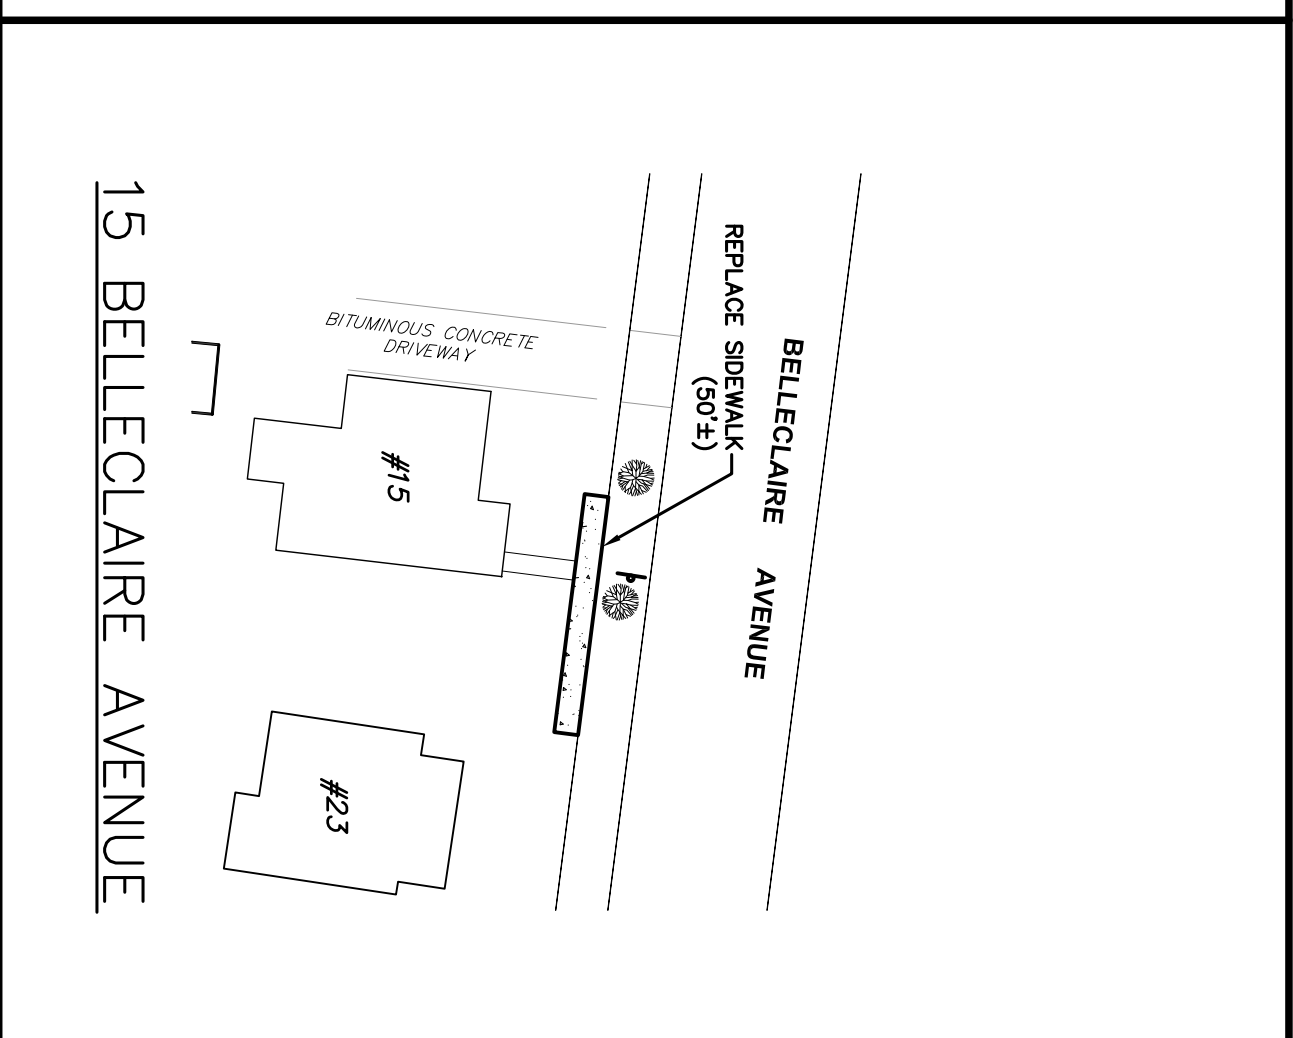 BELLECLAIRE AVENUE
REPLACE SIDEWALK
(50'±)
BITUMINOUS CONCRETE
DRIVEWAY
#15
#23
15 BELLECLAIRE AVENUE